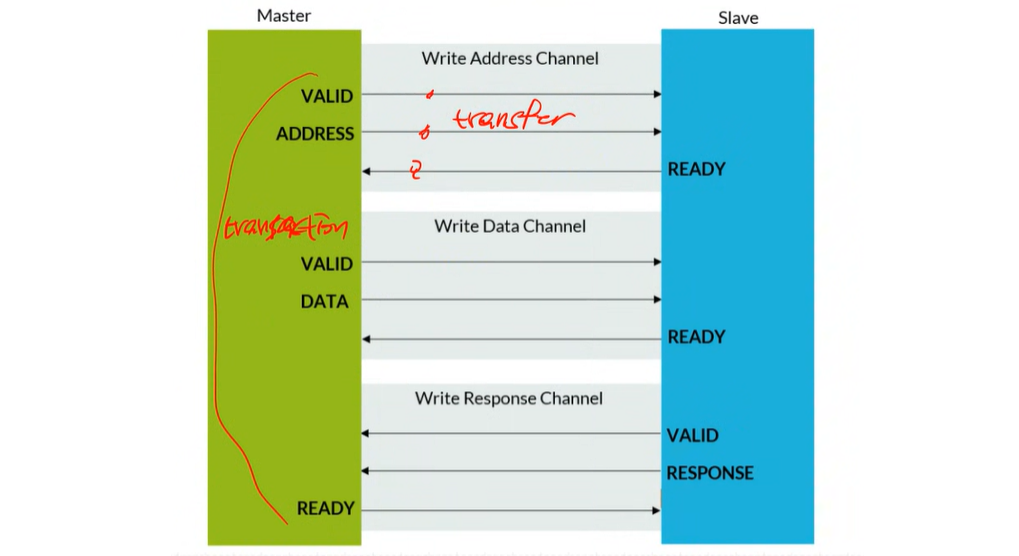 Master
Slave
Write Address Channel
VALID
transfer
ADDRESS
READY
transaction
Write Data Channel
VALID
DATA
READY
Write Response Channel
VALID
RESPONSE
READY